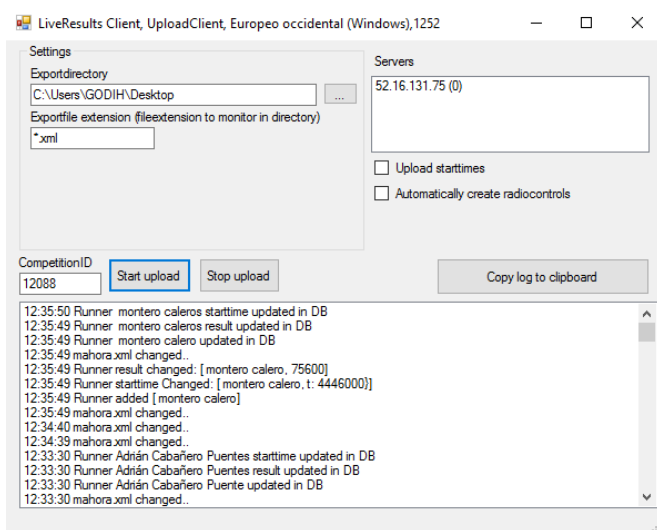 LiveResults Client, UploadClient, Europeo occidental (Windows),1252
Settings
Exportdirectory
C:\Users\GODIH\Desktop
...
Exportfile extension (fileextension to monitor in directory)
*.xml
Servers
52.16.131.75 (0)
Upload starttimes
Automatically create radiocontrols
CompetitionID
12088
Start upload
Stop upload
Copy log to clipboard
12:35:50 Runner montero caleros starttime updated in DB
12:35:49 Runner montero caleros result updated in DB
12:35:49 Runner montero calero updated in DB
12:35:49 mahora.xml changed..
12:35:49 Runner result changed: [montero calero, 75600]
12:35:49 Runner starttime Changed: [montero calero, t: 4446000}]
12:35:49 Runner added [montero calero]
12:35:49 mahora.xml changed..
12:34:40 mahora.xml changed..
12:34:39 mahora.xml changed..
12:33:30 Runner Adrián Cabañero Puentes starttime updated in DB
12:33:30 Runner Adrián Cabañero Puentes result updated in DB
12:33:30 Runner Adrián Cabañero Puente updated in DB
12:33:30 mahora.xml changed..